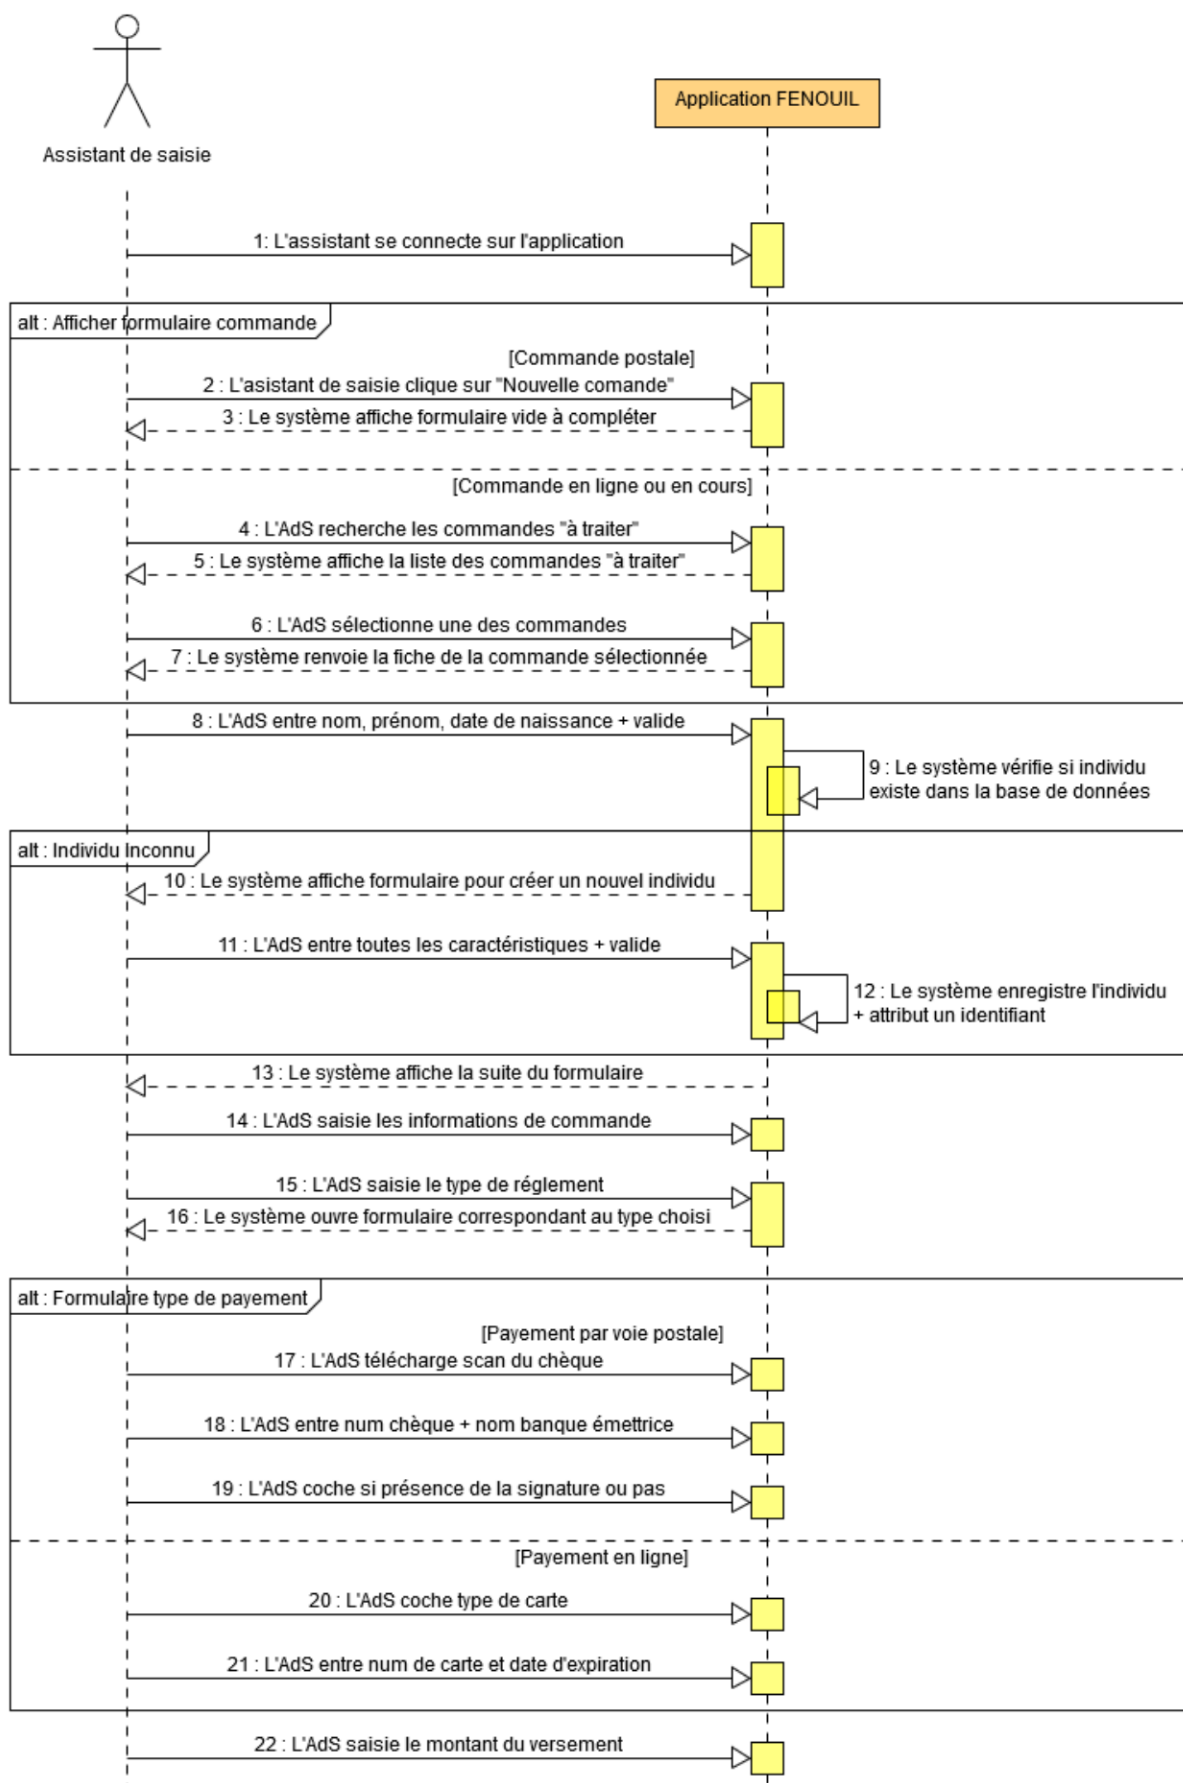 Application FENOUIL
Assistant de saisie
1: L'assistant se connecte sur l'application
alt : Afficher formulaire commande
[Commande postale]
2 : L'asistant de saisie clique sur "Nouvelle comande"
3 : Le système affiche formulaire vide à compléter
[Commande en ligne ou en cours]
4 : L'AdS recherche les commandes "à traiter"
5 : Le système affiche la liste des commandes "à traiter"
6 : L'AdS sélectionne une des commandes
7 : Le système renvoie la fiche de la commande sélectionnée
8 : L'AdS entre nom, prénom, date de naissance + valide
9 : Le système vérifie si individu
existe dans la base de données
alt : Individu Inconnu
10 : Le système affiche formulaire pour créer un nouvel individu
11 : L'AdS entre toutes les caractéristiques + valide
12 : Le système enregistre l'individu
+ attribut un identifiant
13 : Le système affiche la suite du formulaire
14 : L'AdS saisie les informations de commande
15 : L'AdS saisie le type de réglement
16 : Le système ouvre formulaire correspondant au type choisi
alt : Formulaire type de payement
[Payement par voie postale]
17 : L'AdS télécharge scan du chèque
18 : L'AdS entre num chèque + nom banque émettrice
19 : L'AdS coche si présence de la signature ou pas
[Payement en ligne]
20 : L'AdS coche type de carte
21 : L'AdS entre num de carte et date d'expiration
22 : L'AdS saisie le montant du versement